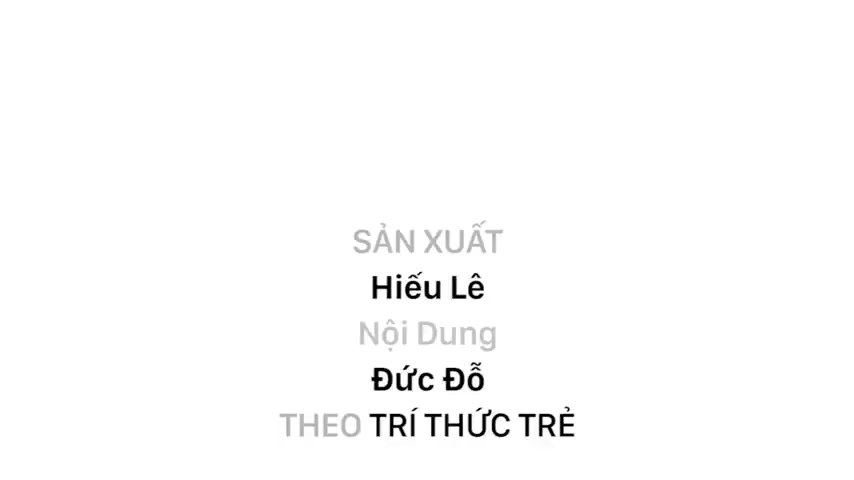 SẢN XUẤT
Hiếu Lê
Nội Dung
Đức Đỗ
THEO TRÍ THỨC TRẺ